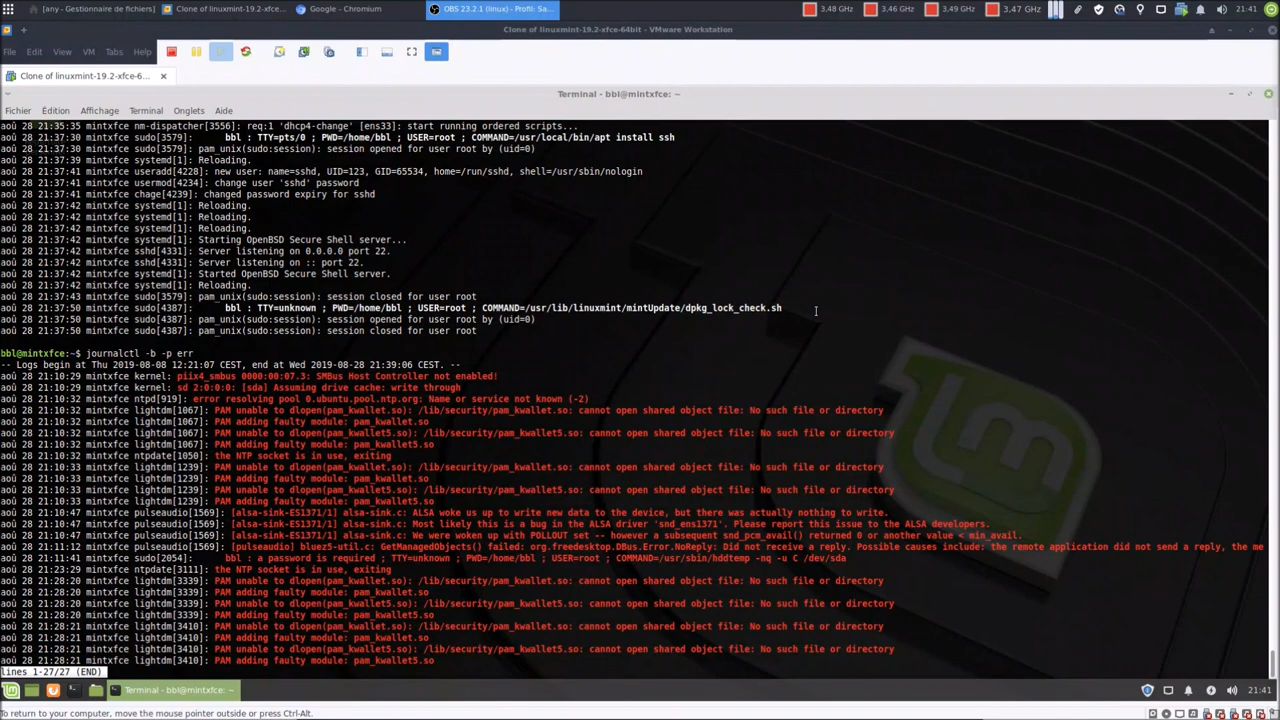 [any - Gestionnaire de fichiers]
Clone of linuxmint-19.2-xfce-6...
Google - Chromium
OBS 23.2.1 (linux) - Profil: Sa...
3,48 GHz
3,46 GHz
3,49 GHz
3,47 GHz
21:41
Clone of linuxmint-19.2-xfce-64bit - VMware Workstation
File Edit View VM Tabs Help
Clone of linuxmint-19.2-xfce-6...
Terminal - bbl@mintxfce: ~
Fichier Édition Affichage Terminal Onglets Aide
aoû 28 21:35:35 mintxfce nm-dispatcher[3556]: req:1 'dhcp4-change' [ens33]: start running ordered scripts...
aoû 28 21:37:30 mintxfce sudo[3579]:      bbl : TTY=pts/0 ; PWD=/home/bbl ; USER=root ; COMMAND=/usr/local/bin/apt install ssh
aoû 28 21:37:30 mintxfce sudo[3579]: pam_unix(sudo:session): session opened for user root by (uid=0)
aoû 28 21:37:39 mintxfce systemd[1]: Reloading.
aoû 28 21:37:41 mintxfce useradd[4228]: new user: name=sshd, UID=123, GID=65534, home=/run/sshd, shell=/usr/sbin/nologin
aoû 28 21:37:41 mintxfce usermod[4234]: change user 'sshd' password
aoû 28 21:37:41 mintxfce chage[4239]: changed password expiry for sshd
aoû 28 21:37:42 mintxfce systemd[1]: Reloading.
aoû 28 21:37:42 mintxfce systemd[1]: Reloading.
aoû 28 21:37:42 mintxfce systemd[1]: Reloading.
aoû 28 21:37:42 mintxfce systemd[1]: Starting OpenBSD Secure Shell server...
aoû 28 21:37:42 mintxfce sshd[4331]: Server listening on 0.0.0.0 port 22.
aoû 28 21:37:42 mintxfce sshd[4331]: Server listening on :: port 22.
aoû 28 21:37:42 mintxfce systemd[1]: Started OpenBSD Secure Shell server.
aoû 28 21:37:42 mintxfce systemd[1]: Reloading.
aoû 28 21:37:43 mintxfce sudo[3579]: pam_unix(sudo:session): session closed for user root
aoû 28 21:37:50 mintxfce sudo[4387]:      bbl : TTY=unknown ; PWD=/home/bbl ; USER=root ; COMMAND=/usr/lib/linuxmint/mintUpdate/dpkg_lock_check.sh
aoû 28 21:37:50 mintxfce sudo[4387]: pam_unix(sudo:session): session opened for user root by (uid=0)
aoû 28 21:37:50 mintxfce sudo[4387]: pam_unix(sudo:session): session closed for user root
bbl@mintxfce:~$ journalctl -b -p err
-- Logs begin at Thu 2019-08-08 12:21:07 CEST, end at Wed 2019-08-28 21:39:06 CEST. --
aoû 28 21:10:29 mintxfce kernel: piix4_smbus 0000:00:07.3: SMBus Host Controller not enabled!
aoû 28 21:10:29 mintxfce kernel: sd 2:0:0:0: [sda] Assuming drive cache: write through
aoû 28 21:10:32 mintxfce ntpd[919]: error resolving pool 0.ubuntu.pool.ntp.org: Name or service not known (-2)
aoû 28 21:10:32 mintxfce lightdm[1067]: PAM unable to dlopen(pam_kwallet.so): /lib/security/pam_kwallet.so: cannot open shared object file: No such file or directory
aoû 28 21:10:32 mintxfce lightdm[1067]: PAM adding faulty module: pam_kwallet.so
aoû 28 21:10:32 mintxfce lightdm[1067]: PAM unable to dlopen(pam_kwallet5.so): /lib/security/pam_kwallet5.so: cannot open shared object file: No such file or directory
aoû 28 21:10:32 mintxfce lightdm[1067]: PAM adding faulty module: pam_kwallet5.so
aoû 28 21:10:32 mintxfce ntpdate[1050]: the NTP socket is in use, exiting
aoû 28 21:10:33 mintxfce lightdm[1239]: PAM unable to dlopen(pam_kwallet.so): /lib/security/pam_kwallet.so: cannot open shared object file: No such file or directory
aoû 28 21:10:33 mintxfce lightdm[1239]: PAM adding faulty module: pam_kwallet.so
aoû 28 21:10:33 mintxfce lightdm[1239]: PAM unable to dlopen(pam_kwallet5.so): /lib/security/pam_kwallet5.so: cannot open shared object file: No such file or directory
aoû 28 21:10:33 mintxfce lightdm[1239]: PAM adding faulty module: pam_kwallet5.so
aoû 28 21:10:47 mintxfce pulseaudio[1569]: [alsa-sink-ES1371/1] alsa-sink.c: ALSA woke us up to write new data to the device, but there was actually nothing to write.
aoû 28 21:10:47 mintxfce pulseaudio[1569]: [alsa-sink-ES1371/1] alsa-sink.c: Most likely this is a bug in the ALSA driver 'snd_ens1371'. Please report this issue to the ALSA developers.
aoû 28 21:10:47 mintxfce pulseaudio[1569]: [alsa-sink-ES1371/1] alsa-sink.c: We were woken up with POLLOUT set -- however a subsequent snd_pcm_avail() returned 0 or another value < min_avail.
aoû 28 21:11:12 mintxfce pulseaudio[1569]: [pulseaudio] bluez5-util.c: GetManagedObjects() failed: org.freedesktop.DBus.Error.NoReply: Did not receive a reply. Possible causes include: the remote application did not send a reply, the me
aoû 28 21:11:41 mintxfce sudo[2054]:      bbl : a password is required ; TTY=unknown ; PWD=/home/bbl ; USER=root ; COMMAND=/usr/sbin/hddtemp -nq -u C /dev/sda
aoû 28 21:28:16 mintxfce ntpdate[3111]: the NTP socket is in use, exiting
aoû 28 21:28:20 mintxfce lightdm[3339]: PAM unable to dlopen(pam_kwallet.so): /lib/security/pam_kwallet.so: cannot open shared object file: No such file or directory
aoû 28 21:28:20 mintxfce lightdm[3339]: PAM adding faulty module: pam_kwallet.so
aoû 28 21:28:20 mintxfce lightdm[3339]: PAM unable to dlopen(pam_kwallet5.so): /lib/security/pam_kwallet5.so: cannot open shared object file: No such file or directory
aoû 28 21:28:20 mintxfce lightdm[3339]: PAM adding faulty module: pam_kwallet5.so
aoû 28 21:28:21 mintxfce lightdm[3410]: PAM unable to dlopen(pam_kwallet.so): /lib/security/pam_kwallet.so: cannot open shared object file: No such file or directory
aoû 28 21:28:21 mintxfce lightdm[3410]: PAM adding faulty module: pam_kwallet.so
aoû 28 21:28:21 mintxfce lightdm[3410]: PAM unable to dlopen(pam_kwallet5.so): /lib/security/pam_kwallet5.so: cannot open shared object file: No such file or directory
aoû 28 21:28:21 mintxfce lightdm[3410]: PAM adding faulty module: pam_kwallet5.so
lines 1-27/27 (END)
Terminal - bbl@mintxfce: ~
21:41
To return to your computer, move the mouse pointer outside or press Ctrl-Alt.